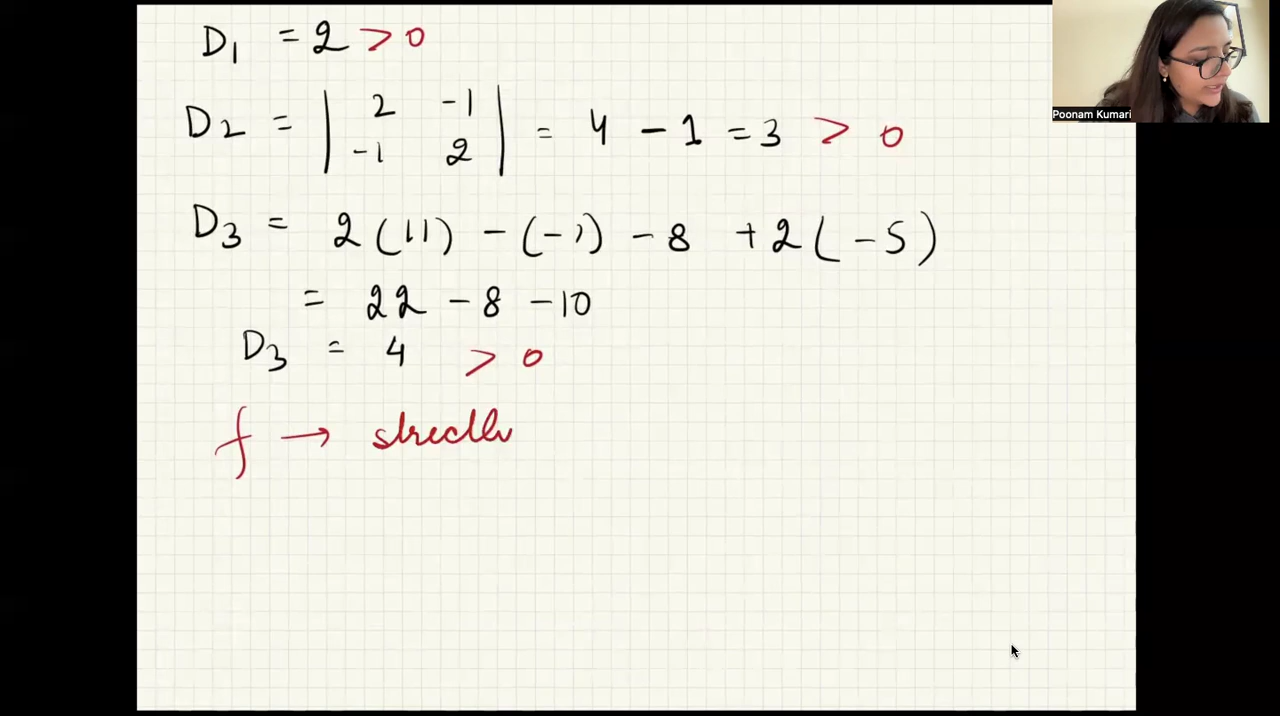 D1 = 2 > 0
Poonam Kumari
D2 = | 2 -1 | = 4 - 1 = 3 > 0
| -1 2 |
D3 = 2 (11) - (-1) - 8 + 2 ( -5 )
= 22 - 8 - 10
D3 = 4 > 0
f → strectly